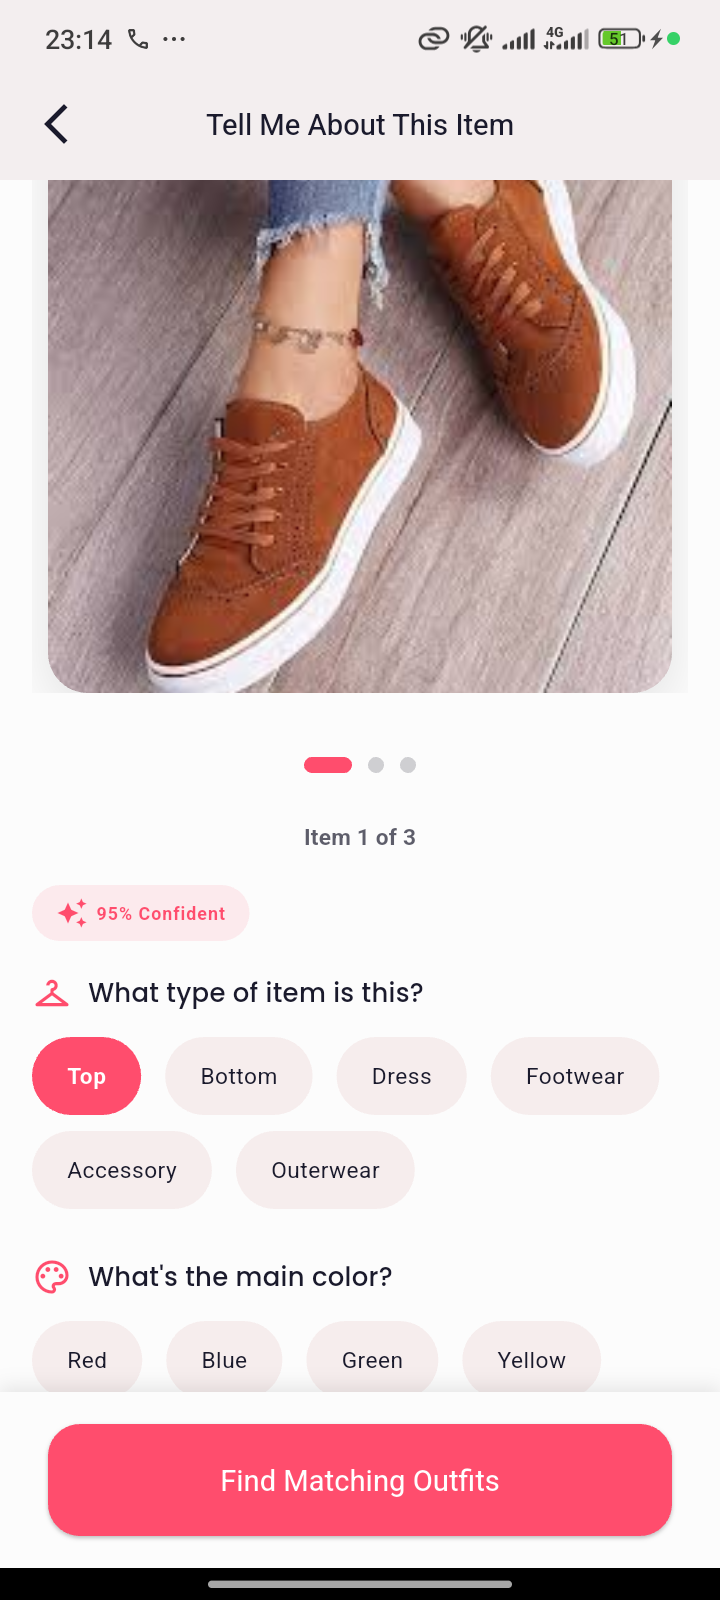 23:14
4G
51
Tell Me About This Item
Item 1 of 3
95% Confident
What type of item is this?
Top Bottom Dress Footwear
Accessory Outerwear
What's the main color?
Red Blue Green Yellow
Find Matching Outfits